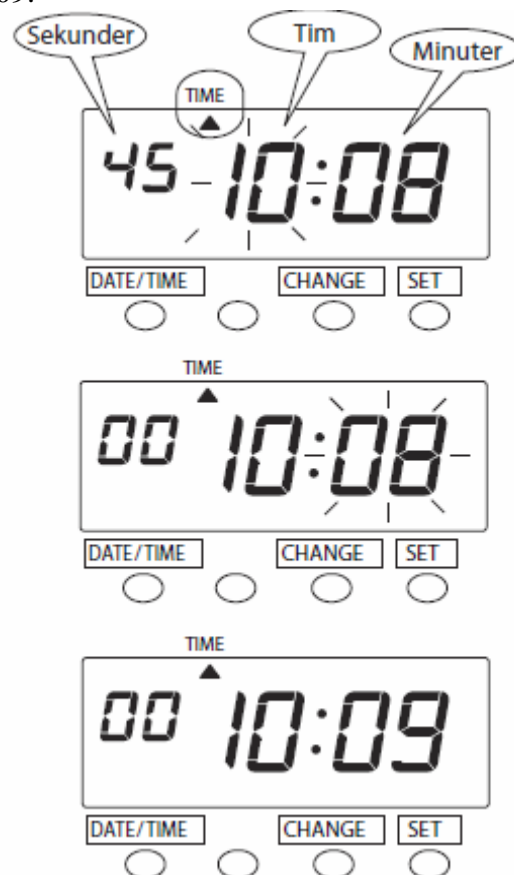 09.
Sekunder Tim Minuter
TIME
45 10:08
DATE/TIME CHANGE SET
TIME
00 10:08
DATE/TIME CHANGE SET
TIME
00 10:09
DATE/TIME CHANGE SET